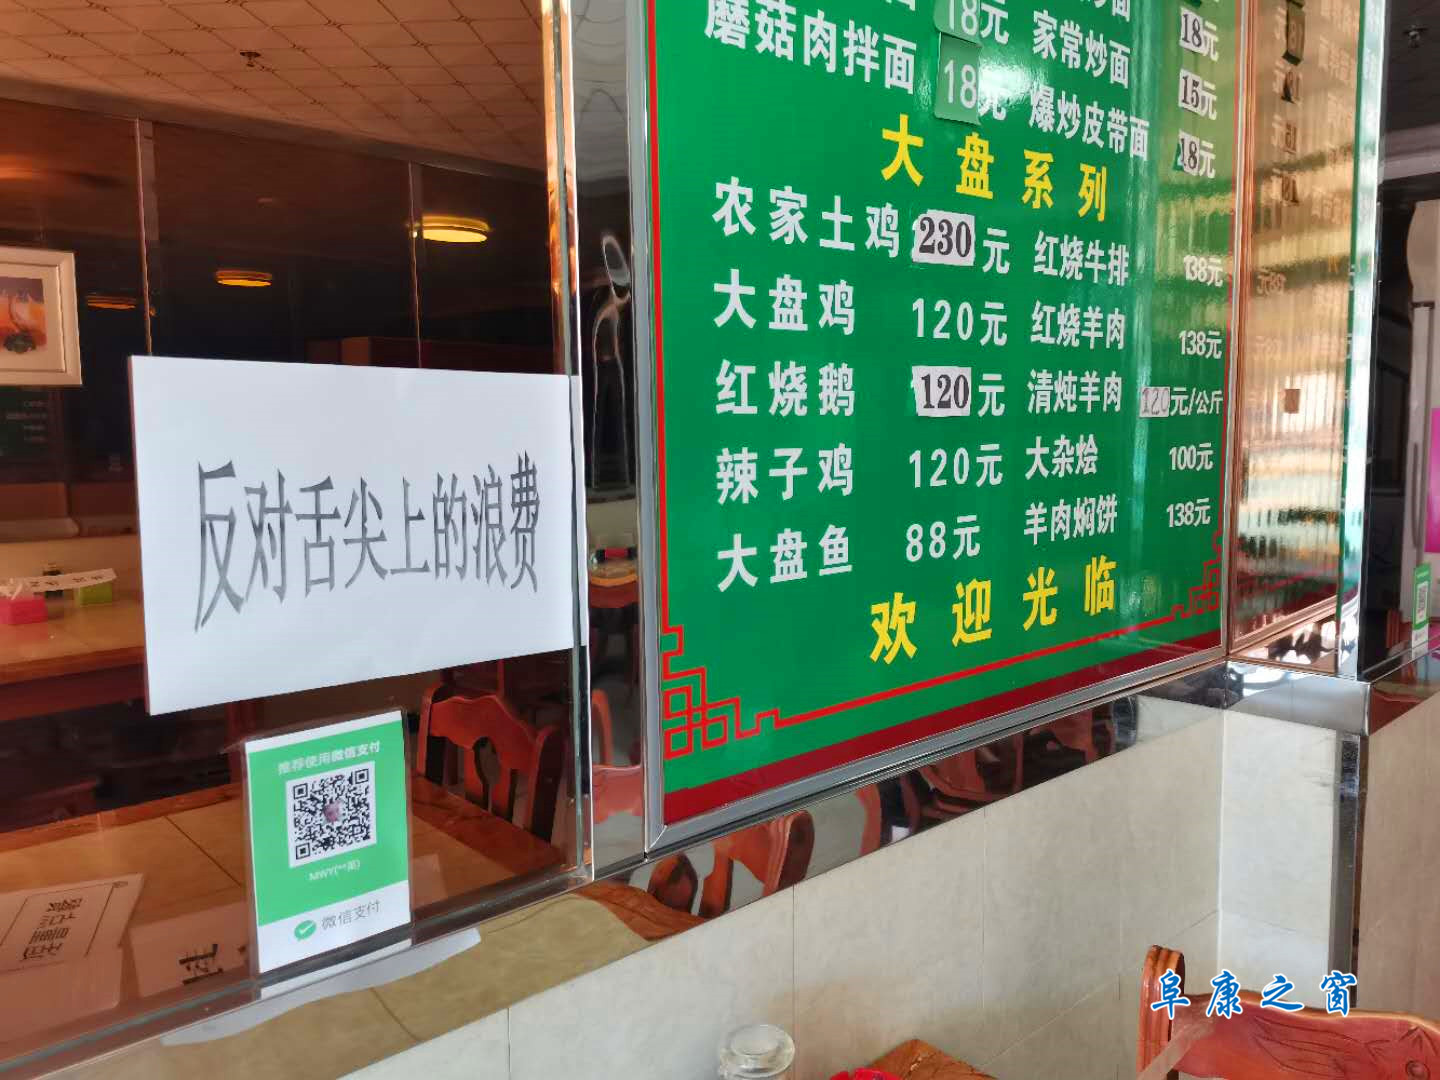 蘑菇肉拌面 18元
家常炒面 15元
爆炒皮带面 18元
18元
大盘系列
农家土鸡 230元
大盘鸡 120元
红烧鹅 120元
辣子鸡 120元
大盘鱼 88元
红烧牛排 138元
红烧羊肉 138元
清炖羊肉 120元/公斤
大杂烩 100元
羊肉焖饼 138元
欢迎光临
反对舌尖上的浪费
推荐使用微信支付
微信支付
阜康之窗